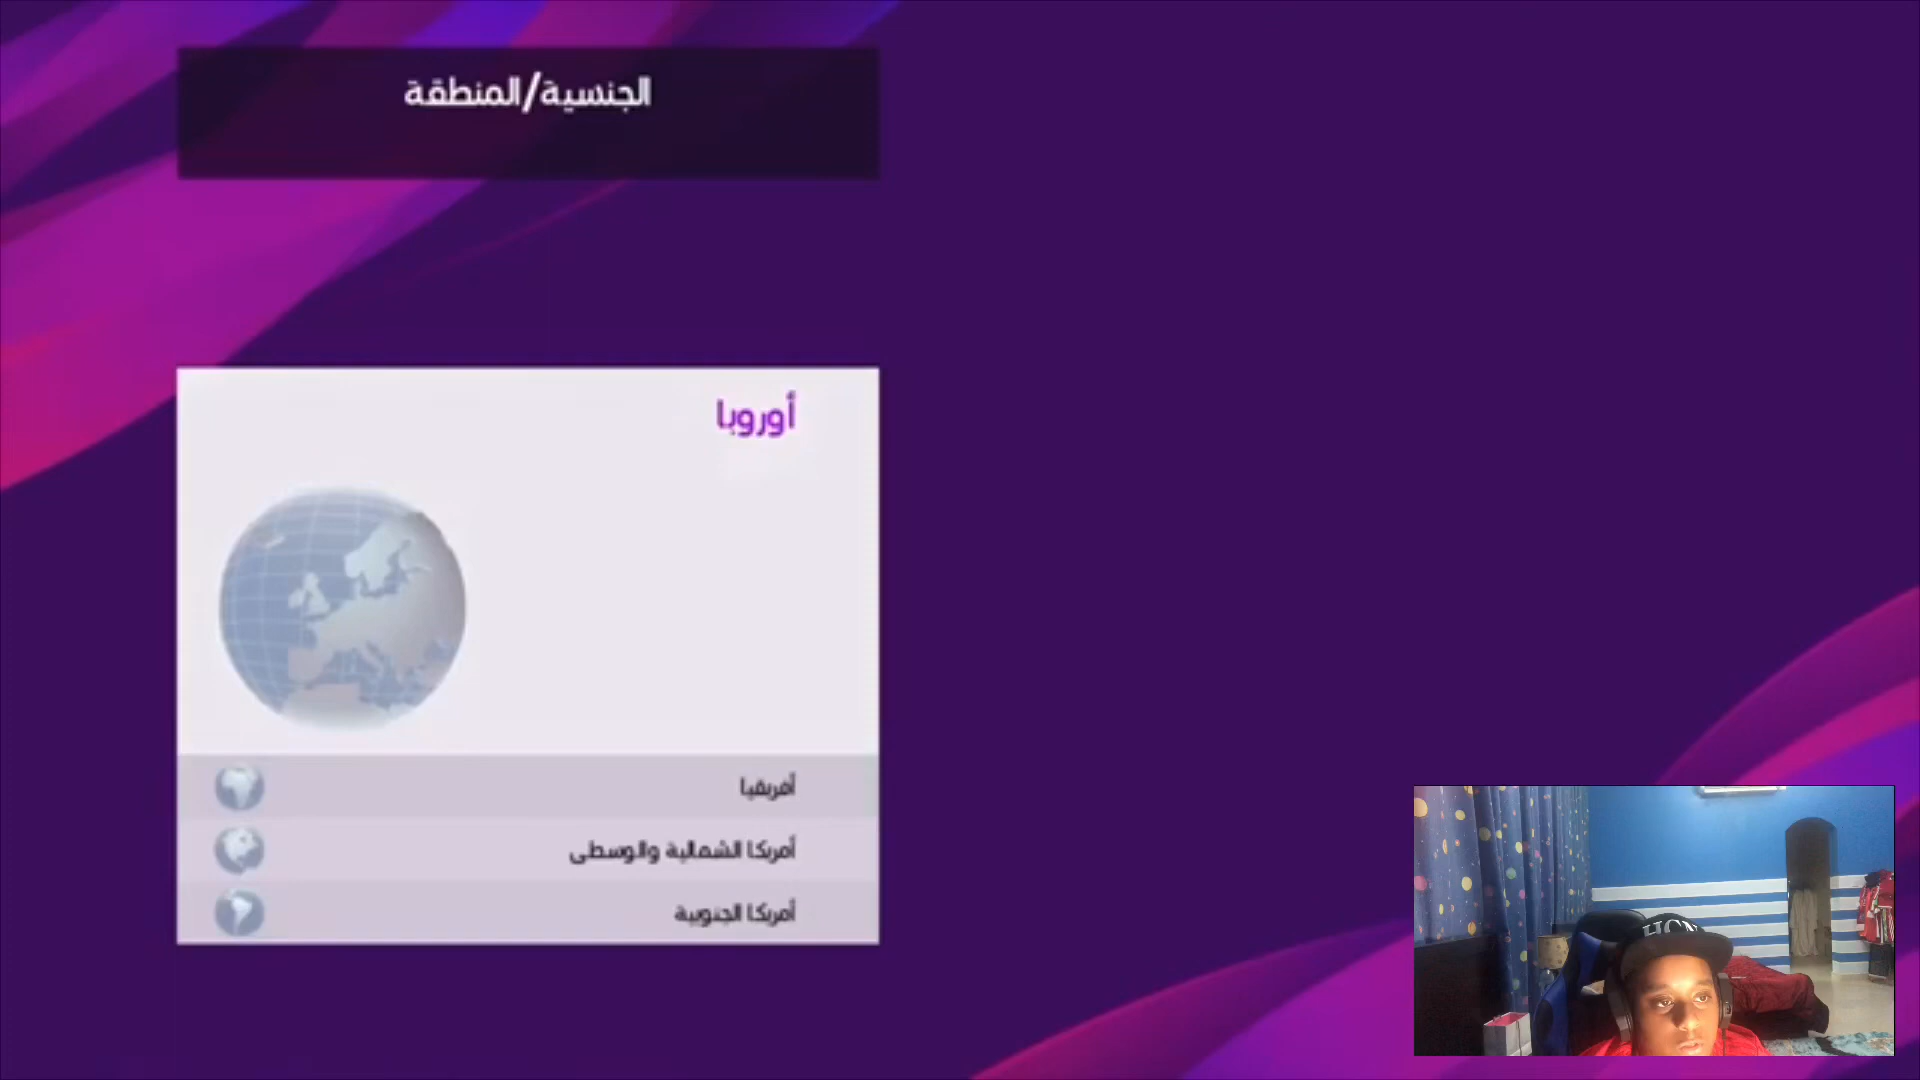 الجنسية/المنطقة
أوروبا
أفريقيا
أمريكا الشمالية والوسطى
أمريكا الجنوبية